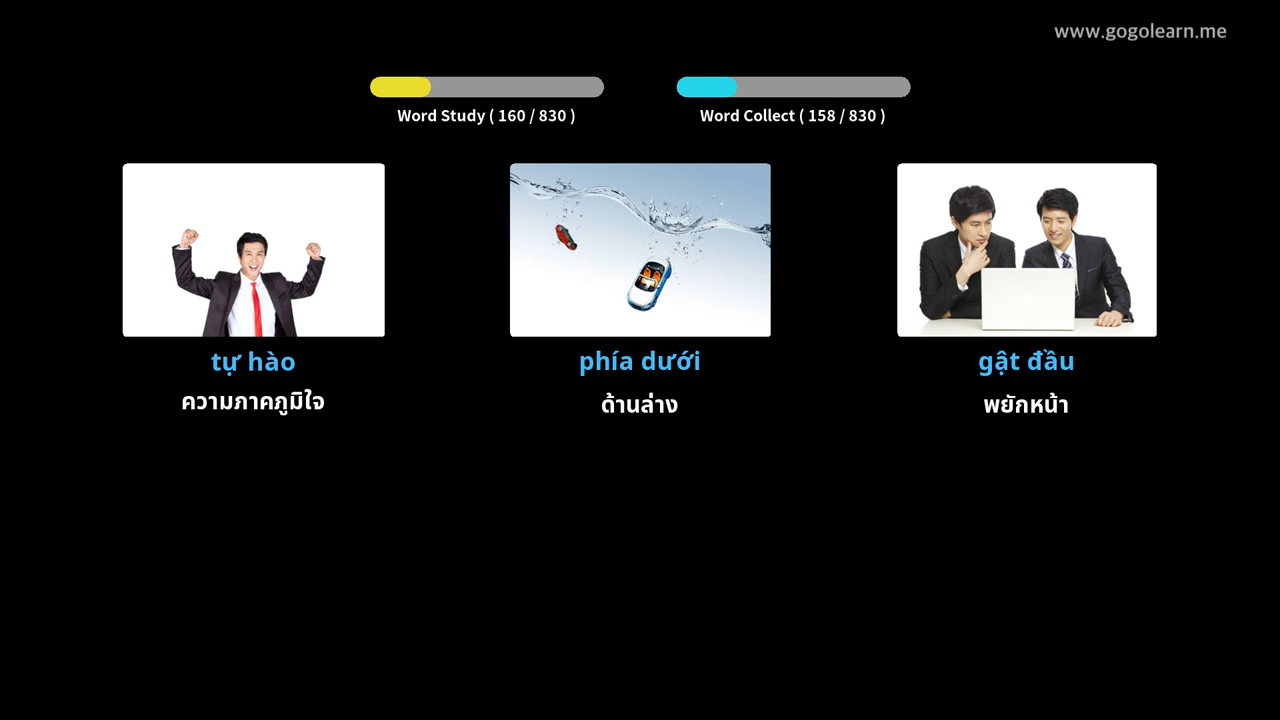 www.gogolearn.me
Word Study ( 160 / 830 )
Word Collect ( 158 / 830 )
tự hào
ความภาคภูมิใจ
phía dưới
ด้านล่าง
gật đầu
พยักหน้า